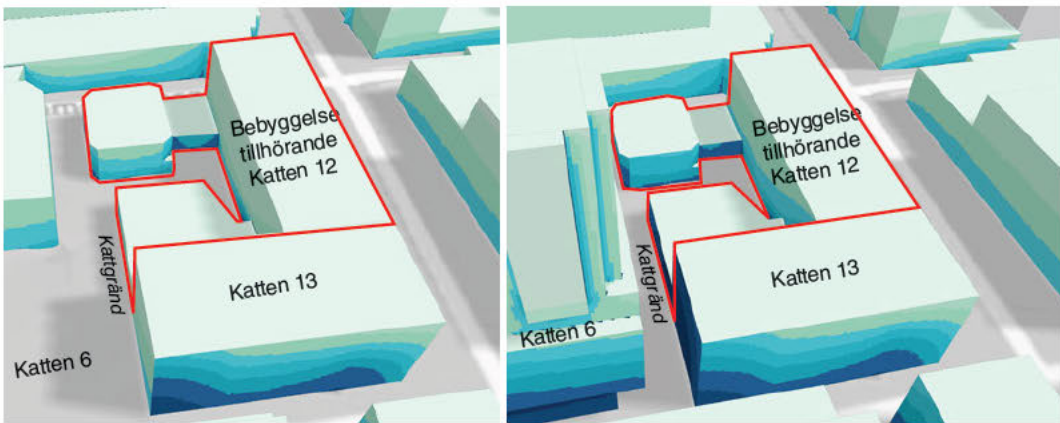 Bebyggelse
tillhörande
Katten 12
Kattgränd
Katten 13
Katten 6
Bebyggelse
tillhörande
Katten 12
Kattgränd
Katten 13
Katten 6